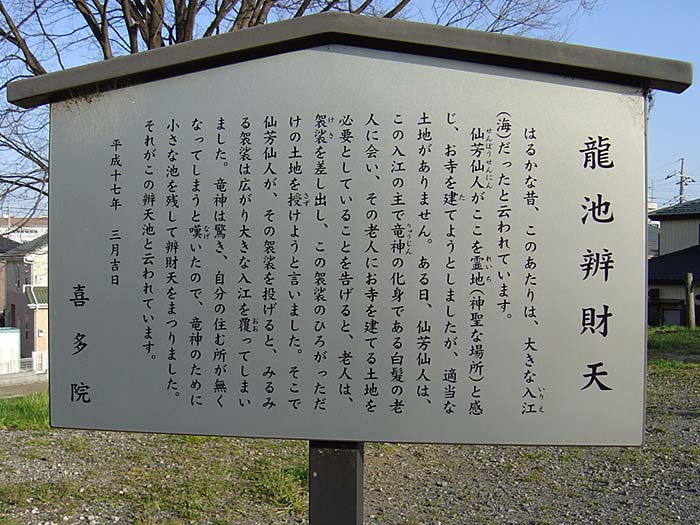 龍池辨財天
はるかな昔、このあたりは、大きな入江
(海)だったと云われています。
仙芳仙人がここを霊地(神聖な場所)と感
じ、お寺を建てようとしましたが、適当な
土地がありません。ある日、仙芳仙人は、
この入江の主で竜神の化身である白髪の老
人に会い、その老人にお寺を建てる土地を
必要としていることを告げると、老人は、
袈裟を差し出し、この袈裟のひろがっただ
けの土地を授けようと言いました。そこで
仙芳仙人が、その袈裟を投げると、みるみ
る袈裟は広がり大きな入江を覆ってしまい
ました。竜神は驚き、自分の住む所が無く
なってしまうと嘆いたので、竜神のために
小さな池を残して辨財天をまつりました。
それがこの辨天池と云われています。
平成十七年 三月吉日
喜多院